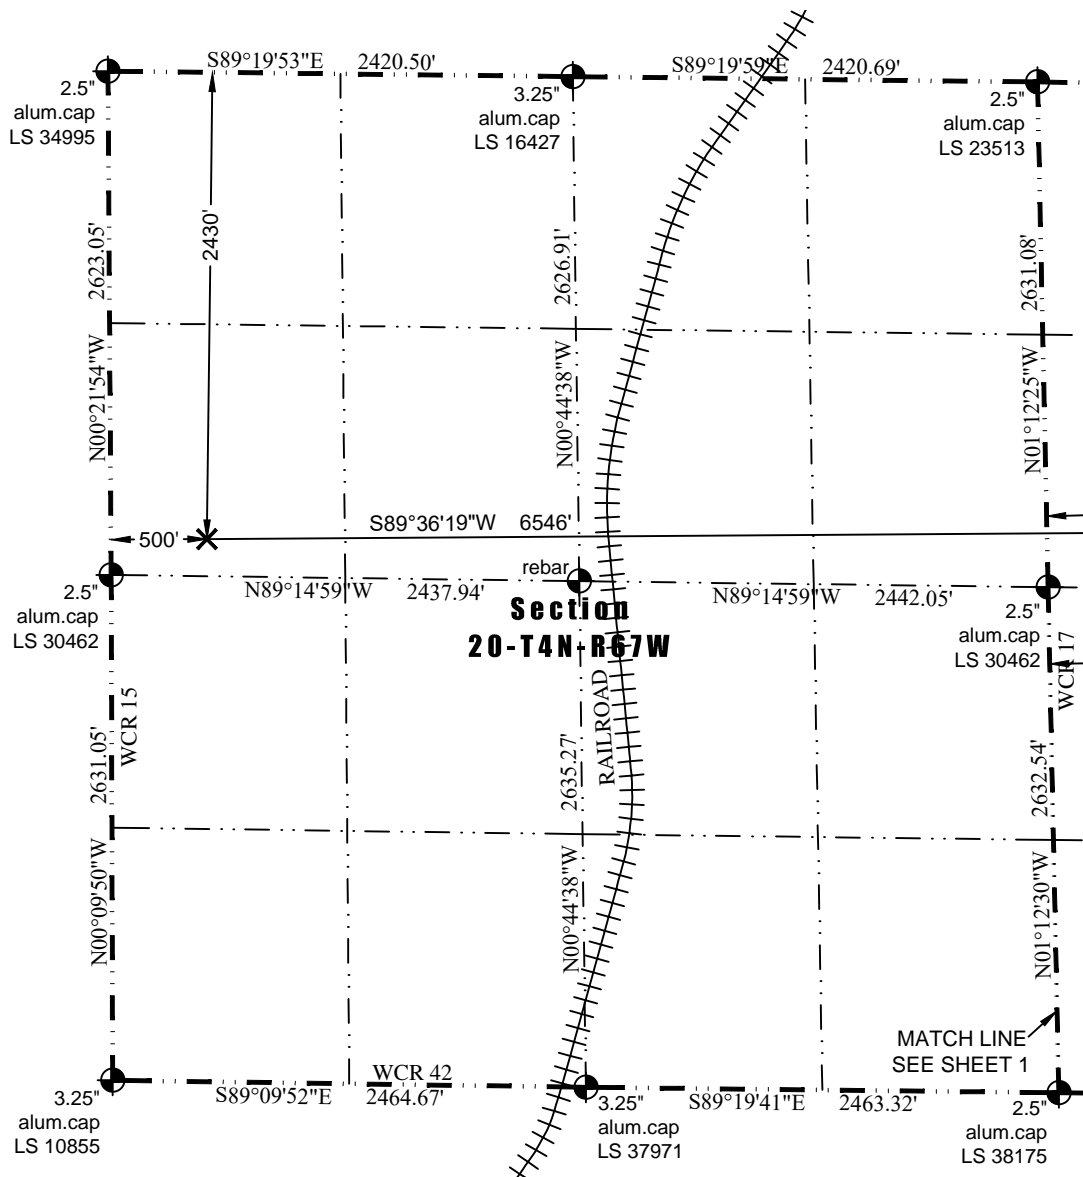 S89°19'53"E 2420.50'
S89°19'59"E 2420.69'
2.5"
alum.cap
LS 34995
3.25"
alum.cap
LS 16427
2.5"
alum.cap
LS 23513
2430'
2623.05'
N00°21'54"W
2626.91'
N00°44'38"W
2631.08'
N01°12'25"W
S89°36'19"W 6546'
500'
rebar
2.5"
alum.cap
LS 30462
N89°14'59"W 2437.94'
N89°14'59"W 2442.05'
Section
20-T4N-R67W
2.5"
alum.cap
LS 30462
WCR 17
WCR 15
RAILROAD
2631.05'
N00°09'50"W
2635.27'
N00°44'38"W
2632.54'
N01°12'30"W
MATCH LINE
SEE SHEET 1
WCR 42
S89°09'52"E 2464.67'
S89°19'41"E 2463.32'
3.25"
alum.cap
LS 10855
3.25"
alum.cap
LS 37971
2.5"
alum.cap
LS 38175